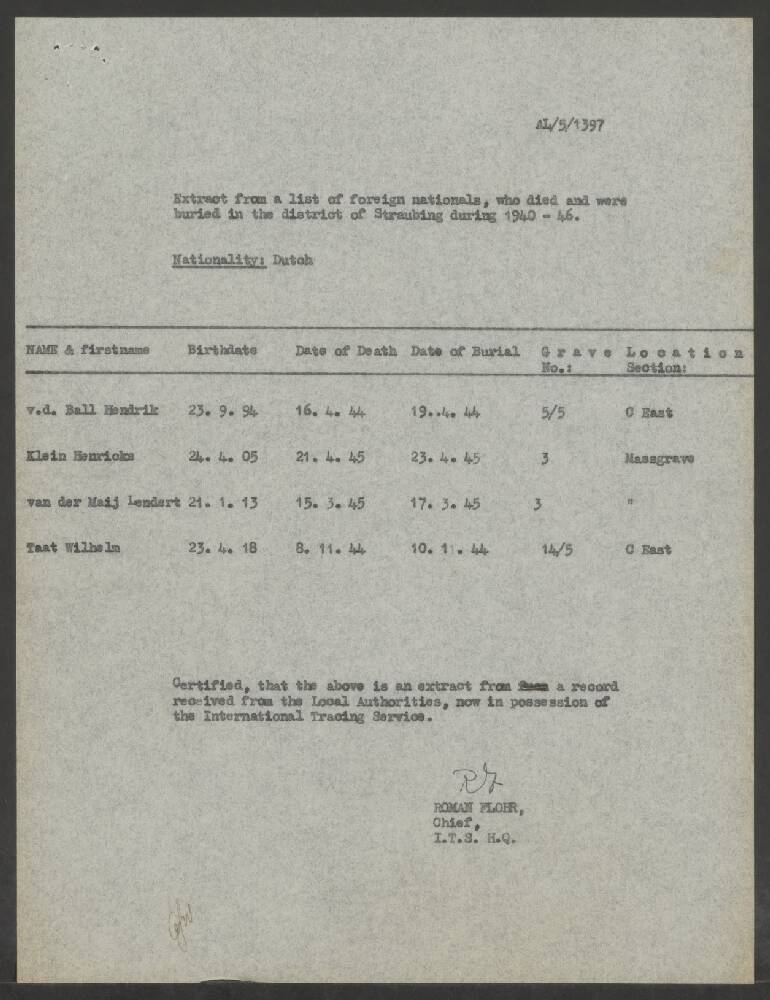 AL/5/1397
Extract from a list of foreign nationals, who died and were
buried in the district of Straubing during 1940 - 46.
Nationality: Dutch
NAME & firstname Birthdate Date of Death Date of Burial G r a v e L o c a t i o n
No.: Section:
v.d. Ball Hendrik 23. 9. 94 16. 4. 44 19..4. 44 5/5 C East
Klein Henricks 24. 4. 05 21. 4. 45 23. 4. 45 3 Massgrave
van der Maij Lendert 21. 1. 13 15. 3. 45 17. 3. 45 3 "
Taat Wilhelm 23. 4. 18 8. 11. 44 10. 11. 44 14/5 C East
Certified, that the above is an extract from a record
received from the Local Authorities, now in possession of
the International Tracing Service.
ROMAN FLOHR,
Chief,
I.T.S. H.Q.